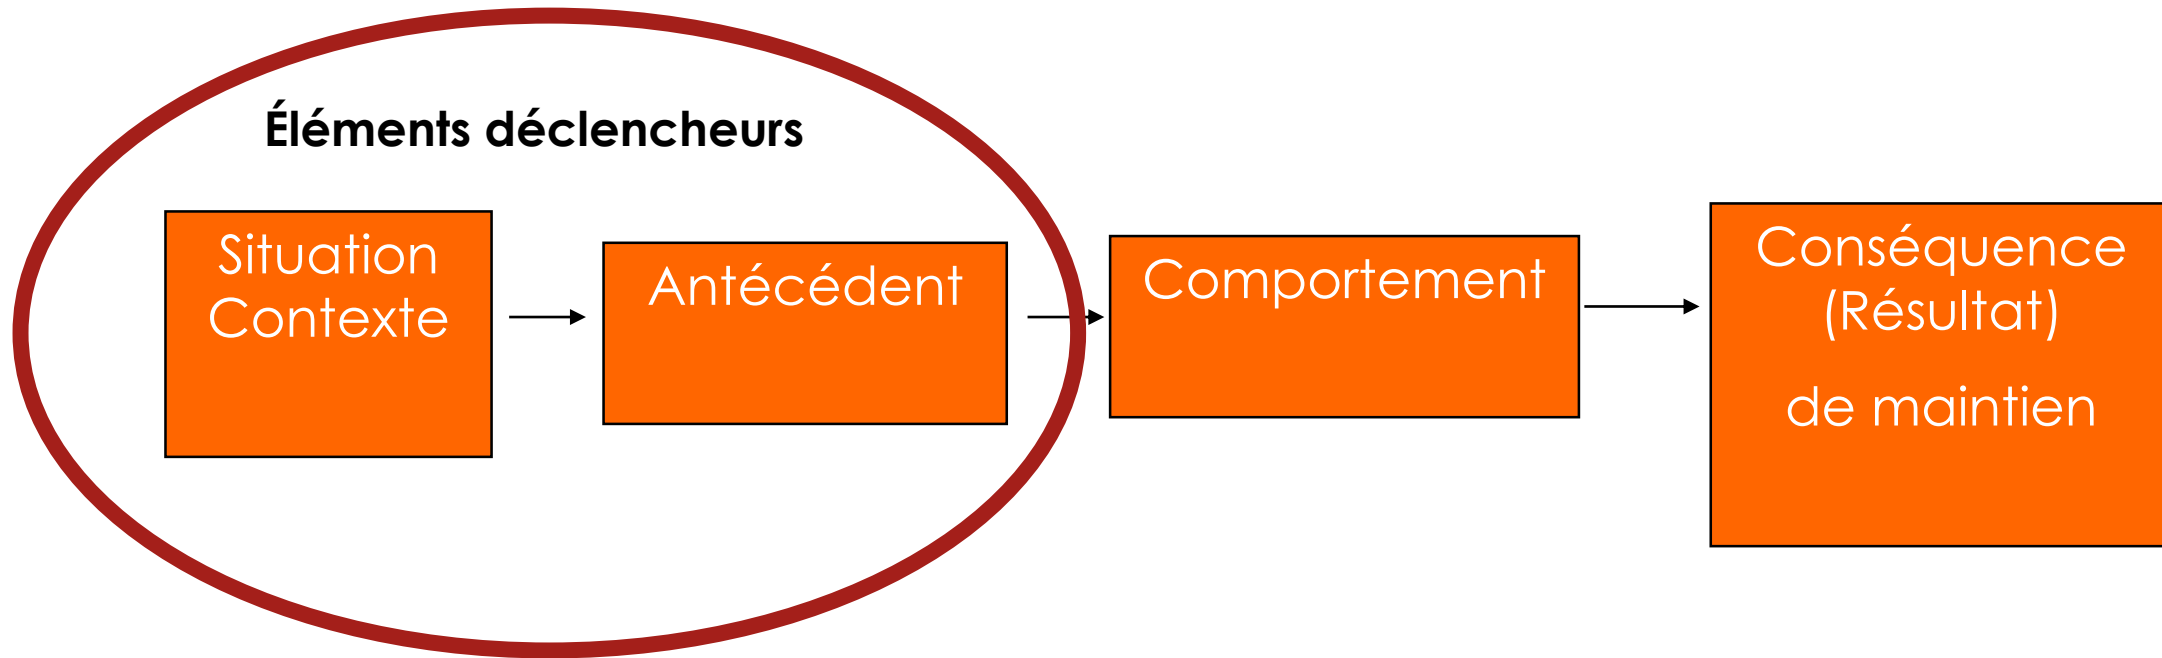 Éléments déclencheurs
Situation
Contexte
Antécédent
Comportement
Conséquence
(Résultat)
de maintien